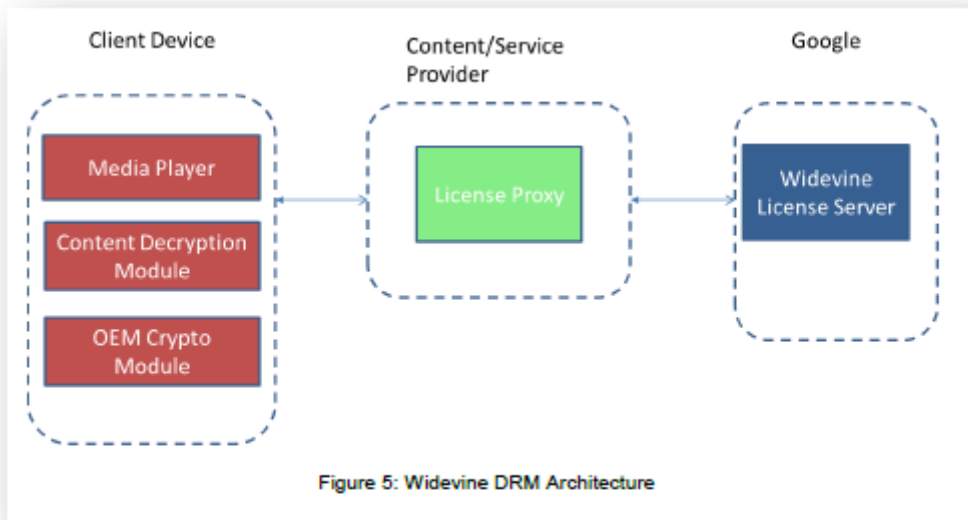 Client Device
Content/Service
Provider
Google
Media Player
Content Decryption
Module
OEM Crypto
Module
License Proxy
Widevine
License Server
Figure 5: Widevine DRM Architecture